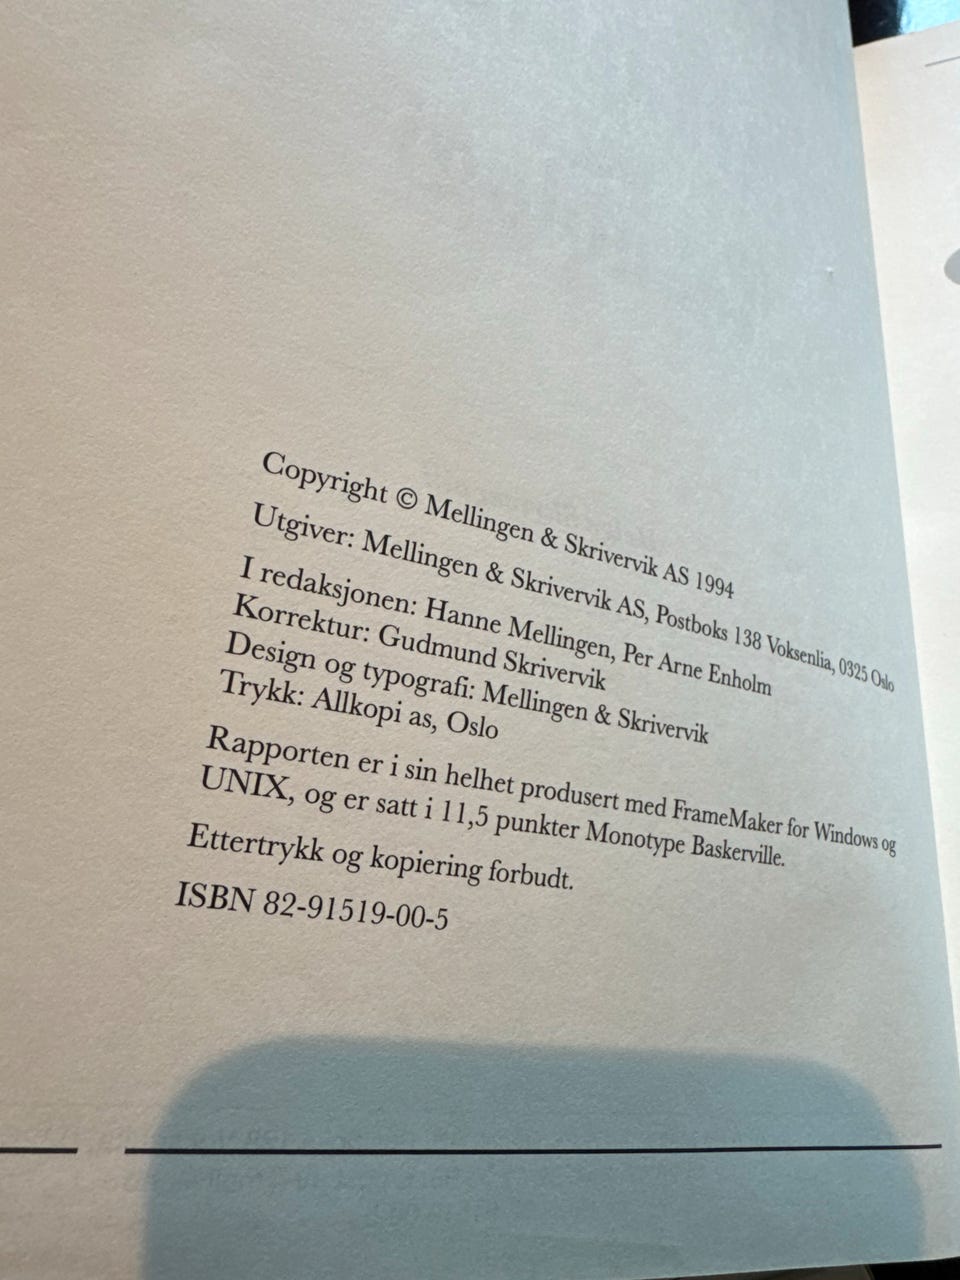 Copyright © Mellingen & Skrivervik AS 1994
Utgiver: Mellingen & Skrivervik AS, Postboks 138 Voksenlia, 0325 Oslo
I redaksjonen: Hanne Mellingen, Per Arne Enholm
Korrektur: Gudmund Skrivervik
Design og typografi: Mellingen & Skrivervik
Trykk: Allkopi as, Oslo
Rapporten er i sin helhet produsert med FrameMaker for Windows og
UNIX, og er satt i 11,5 punkter Monotype Baskerville.
Ettertrykk og kopiering forbudt.
ISBN 82-91519-00-5